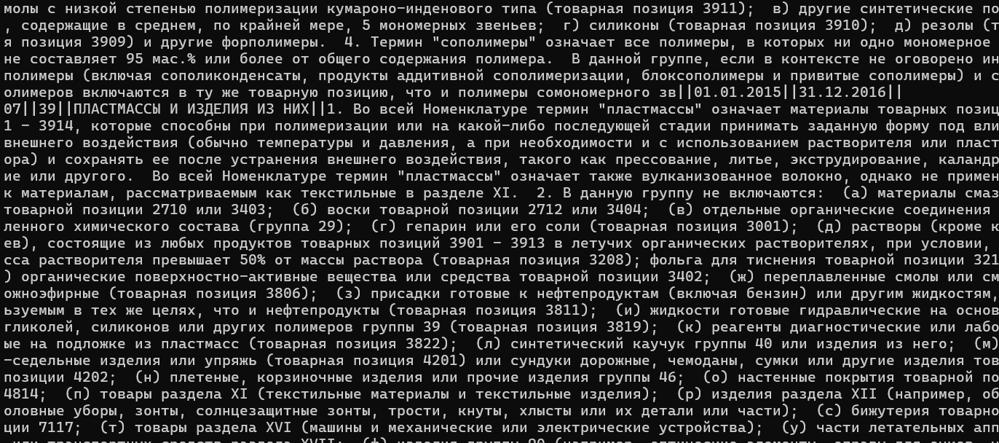 молы с низкой степенью полимеризации кумароно-инденового типа (товарная позиция 3911);  в) другие синтетические по
, содержащие в среднем, по крайней мере, 5 мономерных звеньев;  г) силиконы (товарная позиция 3910);  д) резолы (т
я позиция 3909) и другие форполимеры.  4. Термин "сополимеры" означает все полимеры, в которых ни одно мономерное
не составляет 95 мас.% или более от общего содержания полимера.  В данной группе, если в контексте не оговорено ин
полимеры (включая сополиконденсаты, продукты аддитивной сополимеризации, блоксополимеры и привитые сополимеры) и с
олимеров включаются в ту же товарную позицию, что и полимеры сомономерного зв||01.01.2015||31.12.2016||
07||39||ПЛАСТМАССЫ И ИЗДЕЛИЯ ИЗ НИХ||1. Во всей Номенклатуре термин "пластмассы" означает материалы товарных позиц
1 - 3914, которые способны при полимеризации или на какой-либо последующей стадии принимать заданную форму под вли
внешнего воздействия (обычно температуры и давления, а при необходимости и с использованием растворителя или пласт
ора) и сохранять ее после устранения внешнего воздействия, такого как прессование, литье, экструдирование, каландр
ие или другого.  Во всей Номенклатуре термин "пластмассы" означает также вулканизованное волокно, однако не примен
к материалам, рассматриваемым как текстильные в разделе XI.  2. В данную группу не включаются:  (а) материалы смаз
товарной позиции 2710 или 3403;  (б) воски товарной позиции 2712 или 3404;  (в) отдельные органические соединения
ленного химического состава (группа 29);  (г) гепарин или его соли (товарная позиция 3001);  (д) растворы (кроме к
ев), состоящие из любых продуктов товарных позиций 3901 - 3913 в летучих органических растворителях, при условии,
сса растворителя превышает 50% от массы раствора (товарная позиция 3208); фольга для тиснения товарной позиции 321
) органические поверхностно-активные вещества или средства товарной позиции 3402;  (ж) переплавленные смолы или см
ожноэфирные (товарная позиция 3806);  (з) присадки готовые к нефтепродуктам (включая бензин) или другим жидкостям,
ьзуемым в тех же целях, что и нефтепродукты (товарная позиция 3811);  (и) жидкости готовые гидравлические на основ
гликолей, силиконов или других полимеров группы 39 (товарная позиция 3819);  (к) реагенты диагностические или лабо
ые на подложке из пластмасс (товарная позиция 3822);  (л) синтетический каучук группы 40 или изделия из него;  (м)
-седельные изделия или упряжь (товарная позиция 4201) или сундуки дорожные, чемоданы, сумки или другие изделия тов
позиции 4202;  (н) плетеные, корзиночные изделия или прочие изделия группы 46;  (о) настенные покрытия товарной по
4814;  (п) товары раздела XI (текстильные материалы и текстильные изделия);  (р) изделия раздела XII (например, об
оловные уборы, зонты, солнцезащитные зонты, трости, кнуты, хлысты или их детали или части);  (с) бижутерия товарно
ции 7117;  (т) товары раздела XVI (машины и механические или электрические устройства);  (у) части летательных апп